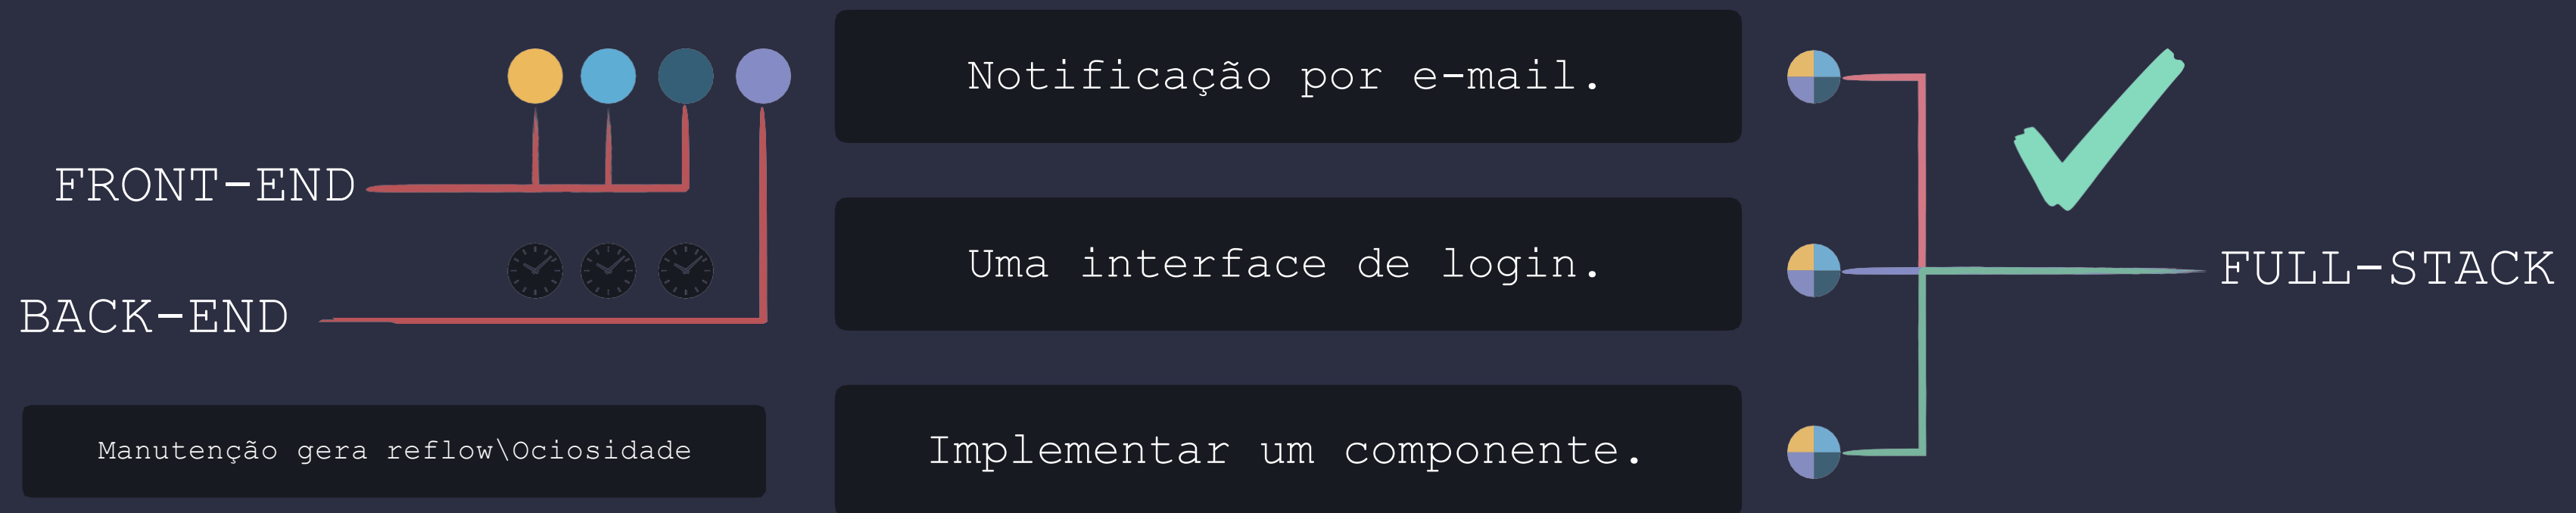 FRONT-END
BACK-END
Manutenção gera reflow\Ociosidade
Notificação por e-mail.
Uma interface de login.
Implementar um componente.
FULL-STACK